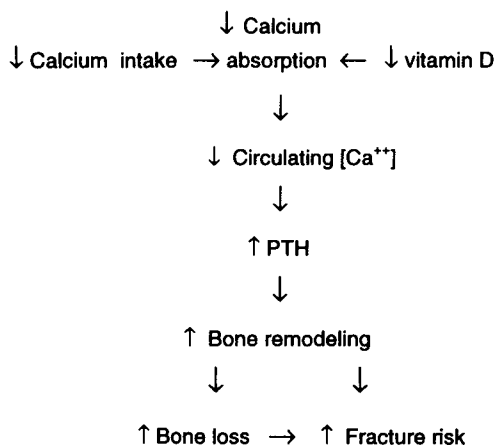 ↓ Calcium
↓ Calcium intake → absorption ← ↓ vitamin D
↓
↓ Circulating [Ca⁺⁺]
↓
↑ PTH
↓
↑ Bone remodeling
↓ ↓
↑ Bone loss → ↑ Fracture risk